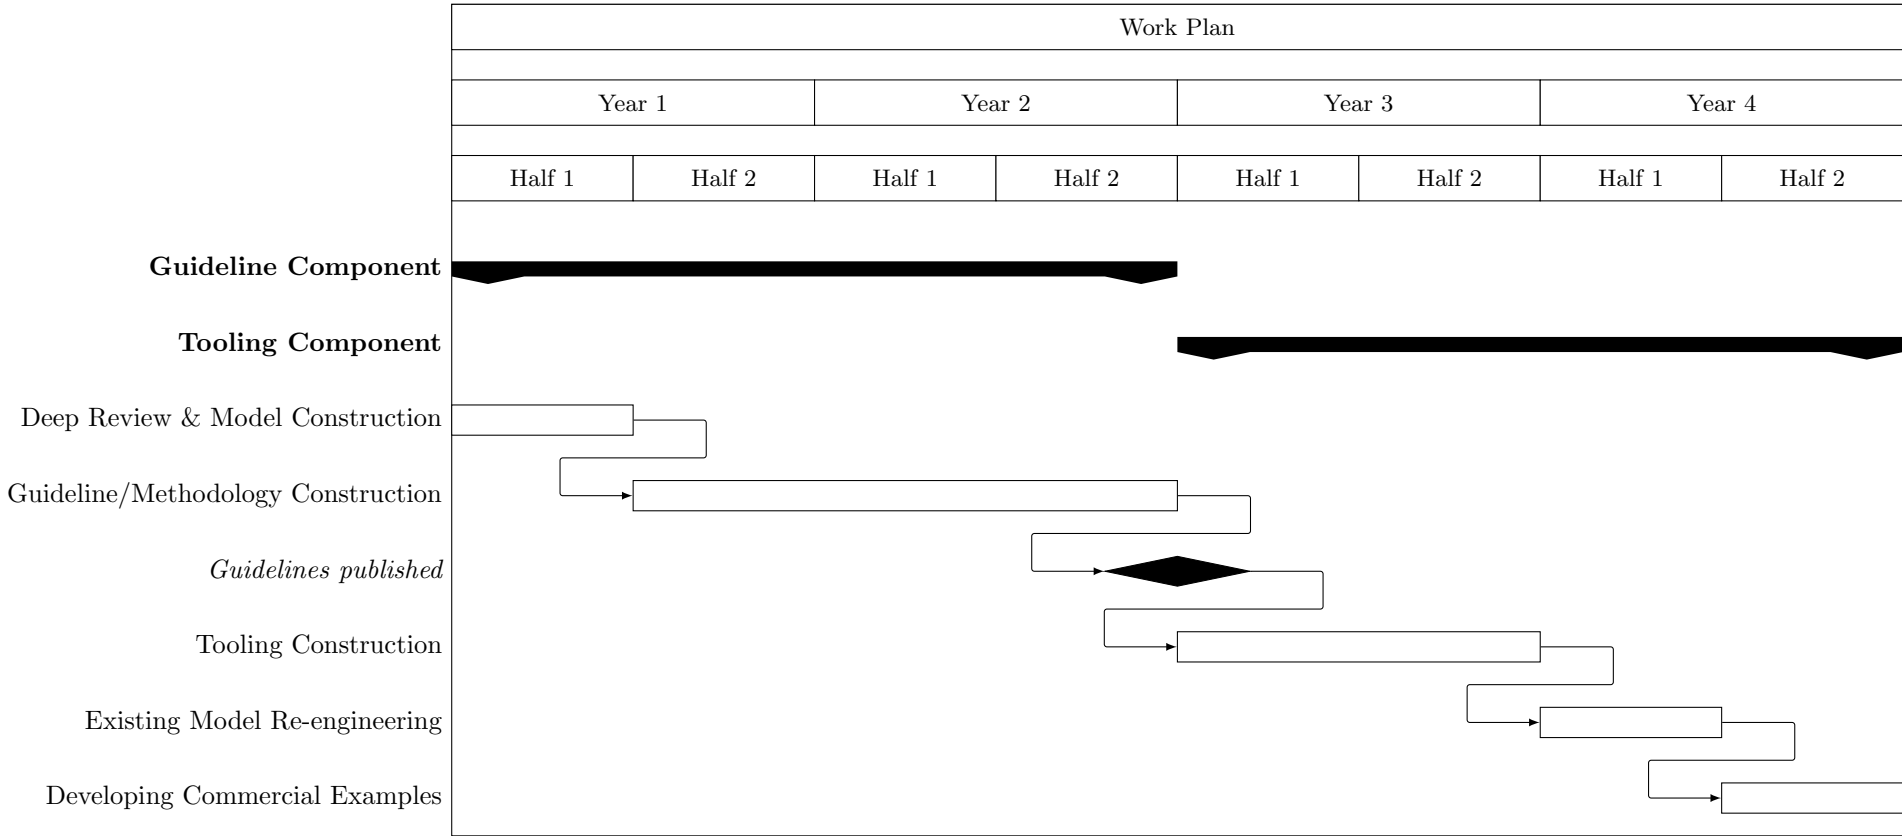 Work Plan
Year 1 Year 2 Year 3 Year 4
Half 1 Half 2 Half 1 Half 2 Half 1 Half 2 Half 1 Half 2
Guideline Component
Tooling Component
Deep Review & Model Construction
Guideline/Methodology Construction
Guidelines published
Tooling Construction
Existing Model Re-engineering
Developing Commercial Examples